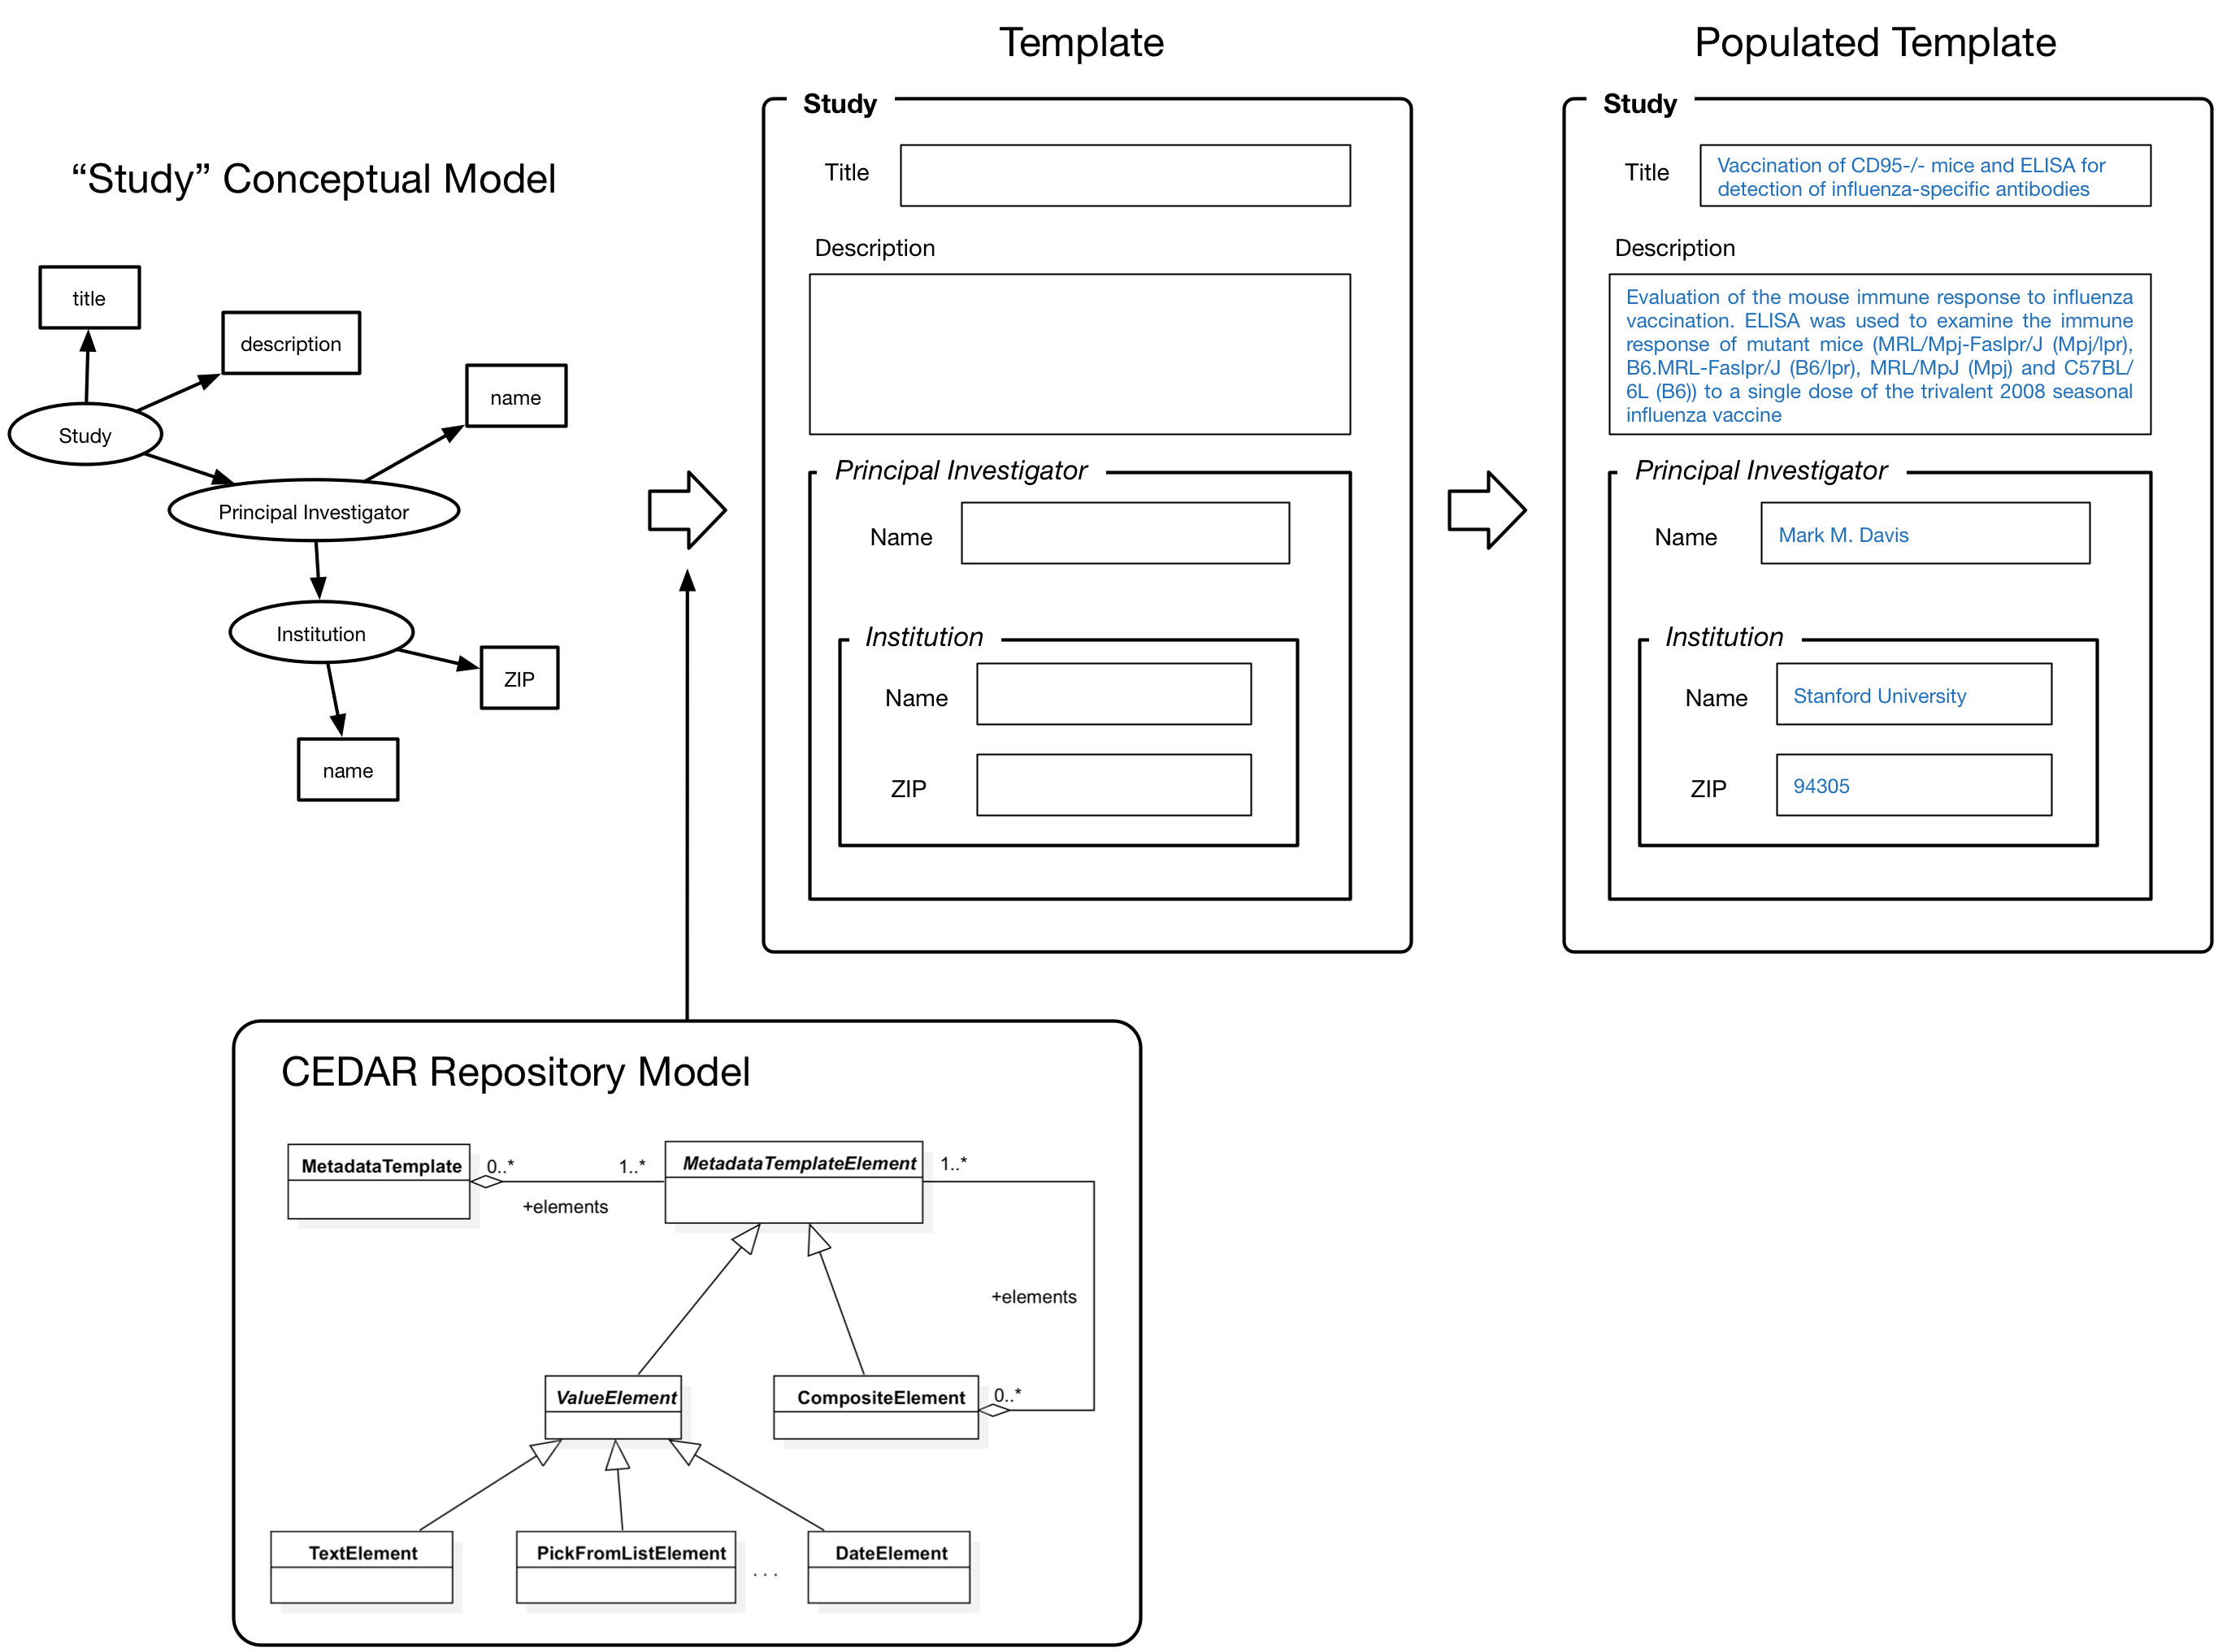 “Study” Conceptual Model
title
description
name
Study
Principal Investigator
Institution
ZIP
name
Template
Study
Title
Description
Principal Investigator
Name
Institution
Name
ZIP
Populated Template
Study
Title
Vaccination of CD95-/- mice and ELISA for
detection of influenza-specific antibodies
Description
Evaluation of the mouse immune response to influenza
vaccination. ELISA was used to examine the immune
response of mutant mice (MRL/Mpj-Faslpr/J (Mpj/lpr),
B6.MRL-Faslpr/J (B6/lpr), MRL/MpJ (Mpj) and C57BL/
6L (B6)) to a single dose of the trivalent 2008 seasonal
influenza vaccine
Principal Investigator
Name
Mark M. Davis
Institution
Name
Stanford University
ZIP
94305
CEDAR Repository Model
MetadataTemplate
0..*
1..*
+elements
MetadataTemplateElement
1..*
+elements
ValueElement
CompositeElement
0..*
TextElement
PickFromListElement
. . .
DateElement